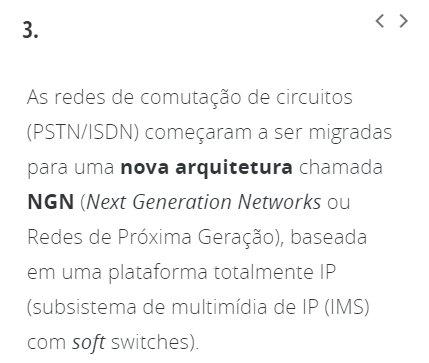 3.
As redes de comutação de circuitos
(PSTN/ISDN) começaram a ser migradas
para uma nova arquitetura chamada
NGN (Next Generation Networks ou
Redes de Próxima Geração), baseada
em uma plataforma totalmente IP
(subsistema de multimídia de IP (IMS)
com soft switches).